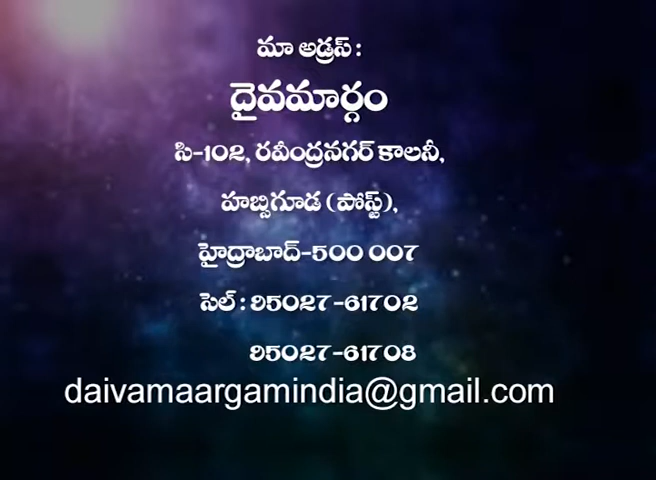 మా అడ్రస్ :
దైవమార్గం
సి-102, రవీంద్రనగర్ కాలనీ,
హబ్సిగూడ (పోస్ట్),
హైద్రాబాద్-500 007
సెల్ : 95027-61702
95027-61708
daivamaargamindia@gmail.com